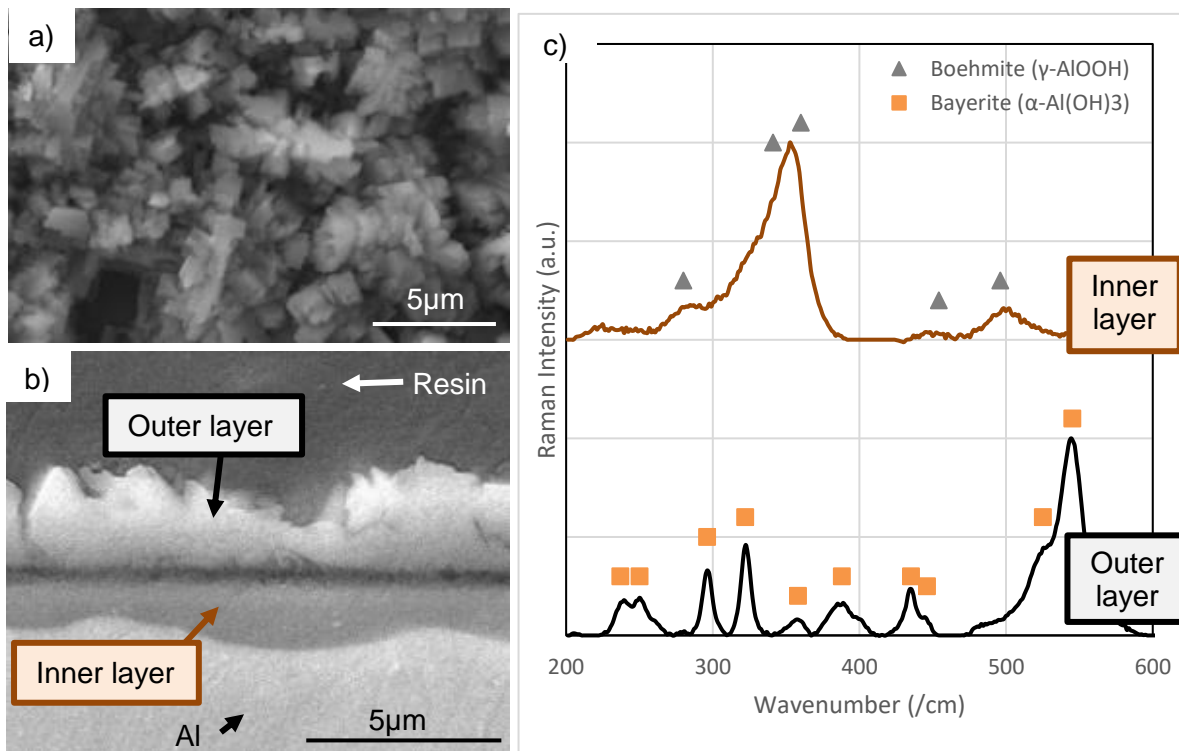 a)
5µm
b)
Resin
Outer layer
Inner layer
Al
5µm
c)
Boehmite (γ-AlOOH)
Bayerite (α-Al(OH)3)
Raman Intensity (a.u.)
Inner
layer
Outer
layer
200 300 400 500 600
Wavenumber (/cm)